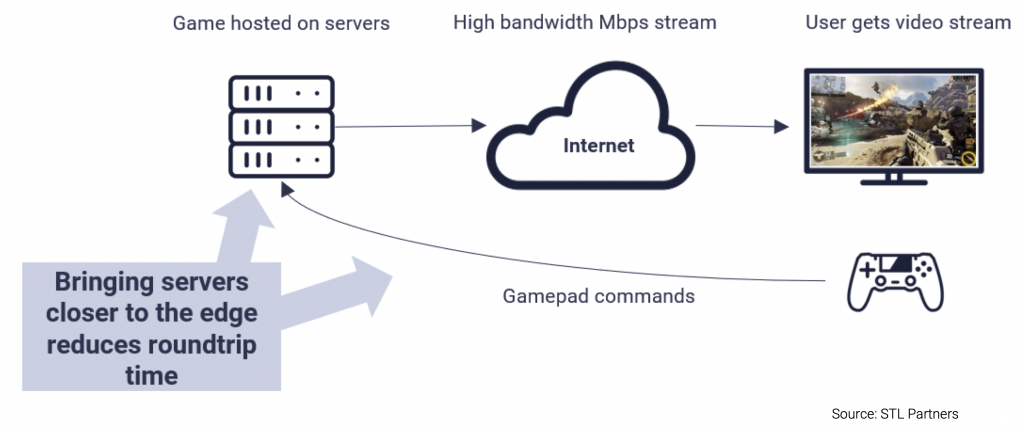 Game hosted on servers
High bandwidth Mbps stream
User gets video stream
Internet
Bringing servers
closer to the edge
reduces roundtrip
time
Gamepad commands
Source: STL Partners